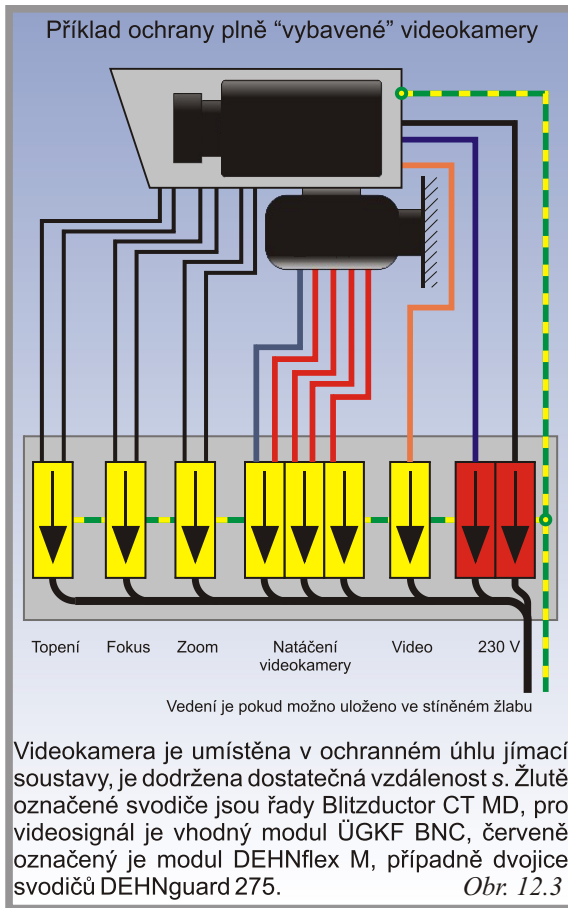 Příklad ochrany plně “vybavené” videokamery
Topení Fokus Zoom Natáčení videokamery Video 230 V
Vedení je pokud možno uloženo ve stíněném žlabu
Videokamera je umístěna v ochranném úhlu jímací
soustavy, je dodržena dostatečná vzdálenost s. Žlutě
označené svodiče jsou řady Blitzductor CT MD, pro
videosignál je vhodný modul ÜGKF BNC, červeně
označený je modul DEHNflex M, případně dvojice
svodičů DEHNguard 275. Obr. 12.3